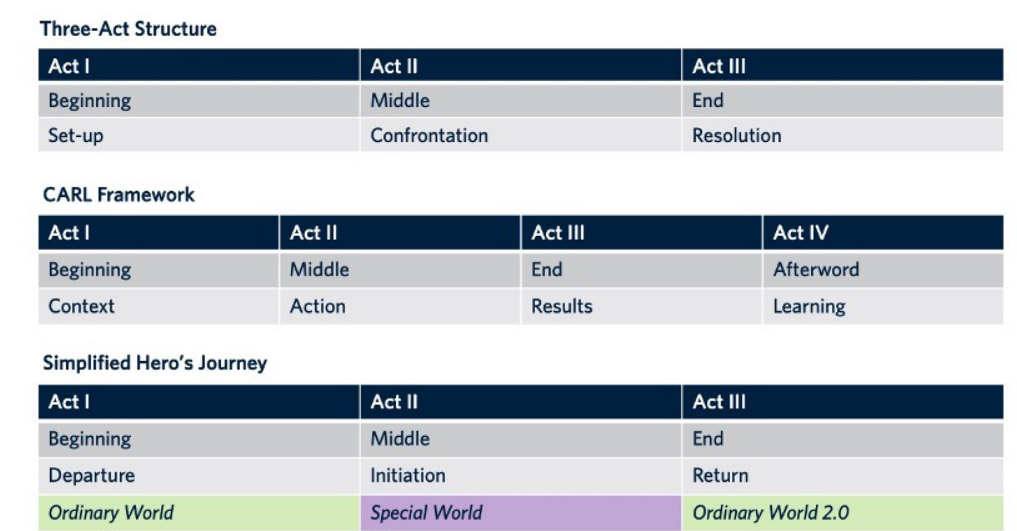 Three-Act Structure
Act I Act II Act III
Beginning Middle End
Set-up Confrontation Resolution
CARL Framework
Act I Act II Act III Act IV
Beginning Middle End Afterword
Context Action Results Learning
Simplified Hero's Journey
Act I Act II Act III
Beginning Middle End
Departure Initiation Return
Ordinary World Special World Ordinary World 2.0